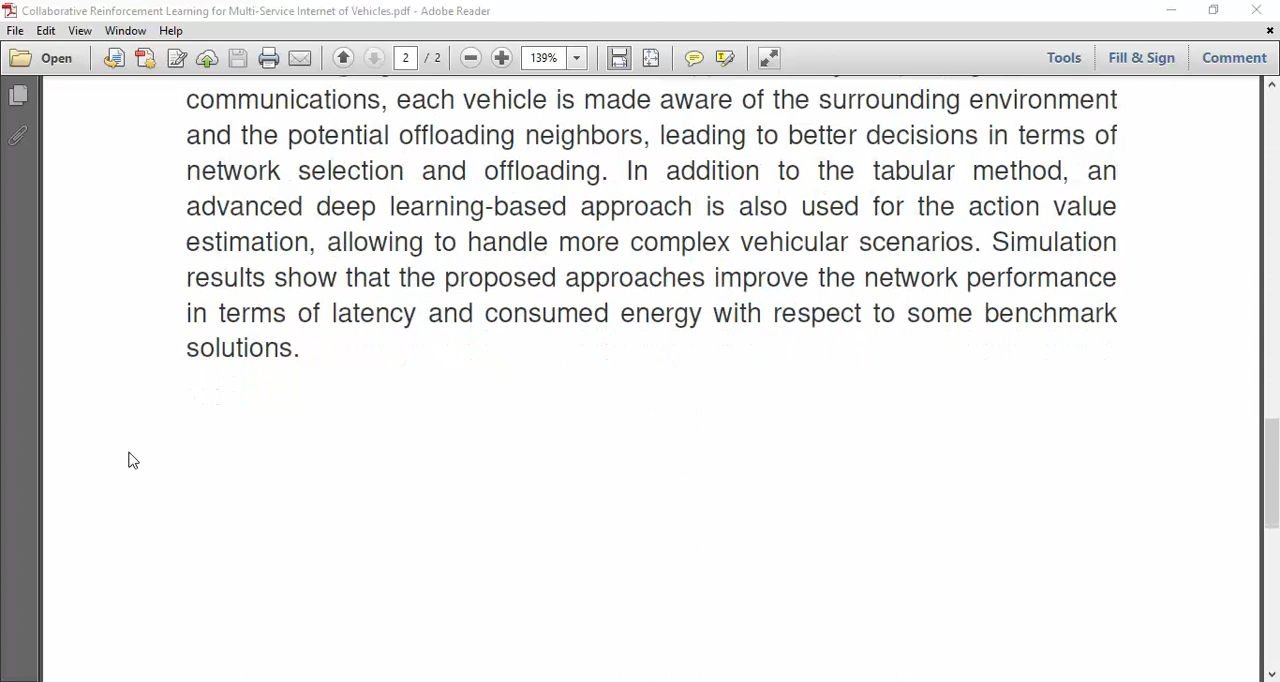 Collaborative Reinforcement Learning for Multi-Service Internet of Vehicles.pdf - Adobe Reader
File Edit View Window Help
Open 2 / 2 139% Tools Fill & Sign Comment
communications, each vehicle is made aware of the surrounding environment
and the potential offloading neighbors, leading to better decisions in terms of
network selection and offloading. In addition to the tabular method, an
advanced deep learning-based approach is also used for the action value
estimation, allowing to handle more complex vehicular scenarios. Simulation
results show that the proposed approaches improve the network performance
in terms of latency and consumed energy with respect to some benchmark
solutions.